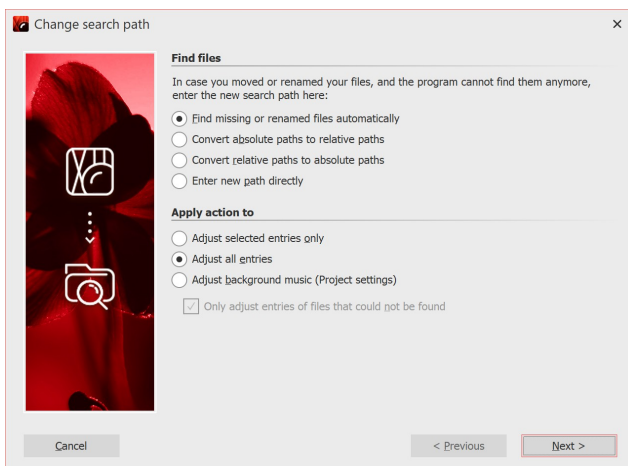 Change search path
Find files
In case you moved or renamed your files, and the program cannot find them anymore,
enter the new search path here:
Find missing or renamed files automatically
Convert absolute paths to relative paths
Convert relative paths to absolute paths
Enter new path directly
Apply action to
Adjust selected entries only
Adjust all entries
Adjust background music (Project settings)
Only adjust entries of files that could not be found
Cancel
< Previous
Next >